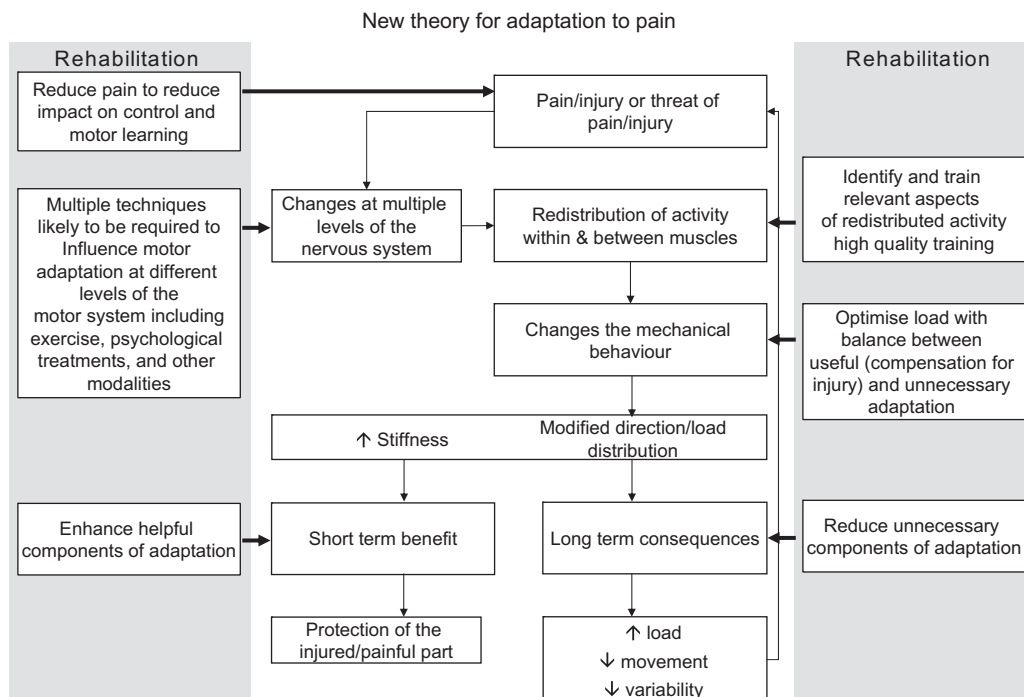 New theory for adaptation to pain
Rehabilitation
Rehabilitation
Reduce pain to reduce
impact on control and
motor learning
Pain/injury or threat of
pain/injury
Multiple techniques
likely to be required to
Influence motor
adaptation at different
levels of the
motor system including
exercise, psychological
treatments, and other
modalities
Changes at multiple
levels of the
nervous system
Redistribution of activity
within & between muscles
Identify and train
relevant aspects
of redistributed activity
high quality training
Changes the mechanical
behaviour
Optimise load with
balance between
useful (compensation for
injury) and unnecessary
adaptation
↑ Stiffness
Modified direction/load
distribution
Enhance helpful
components of adaptation
Short term benefit
Long term consequences
Reduce unnecessary
components of adaptation
Protection of the
injured/painful part
↑ load
↓ movement
↓ variability